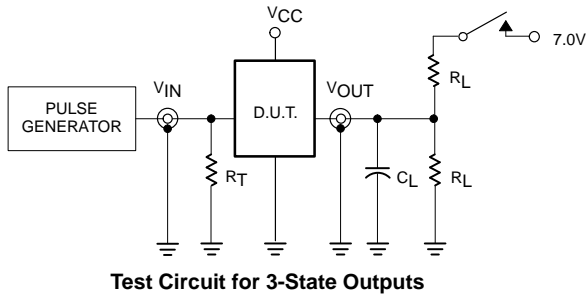 VCC
7.0V
VIN
VOUT
RL
PULSE
GENERATOR
D.U.T.
RT
CL
RL
Test Circuit for 3-State Outputs